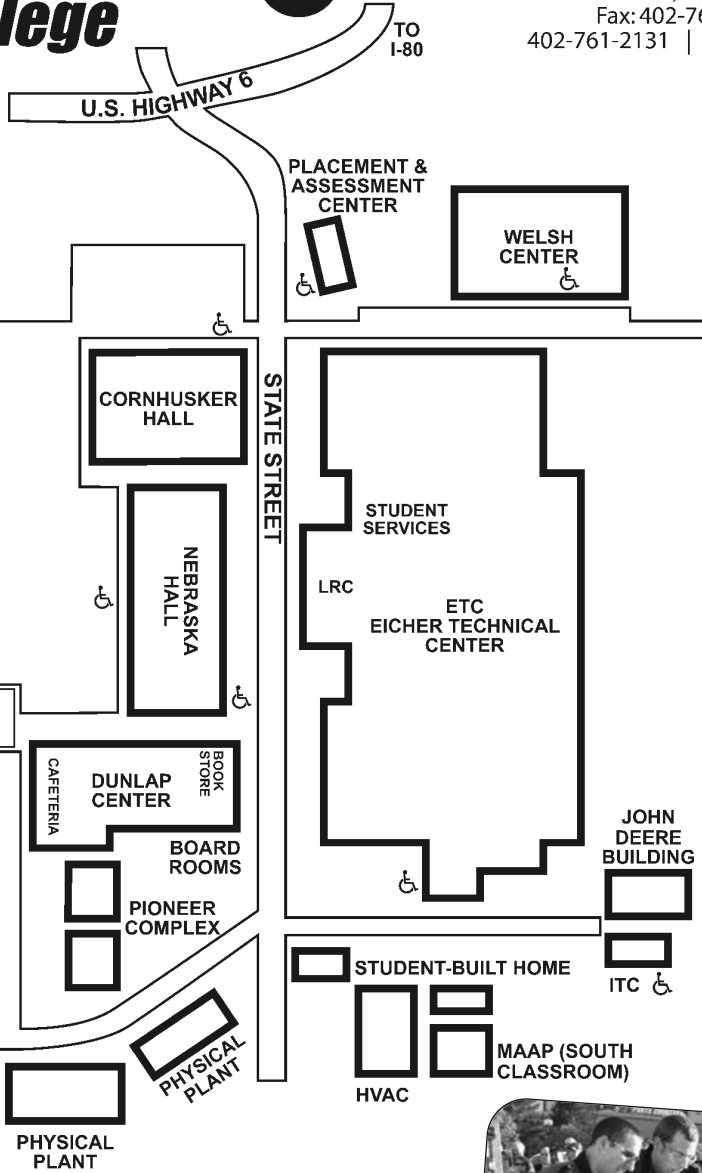 Fax: 402-76
402-761-2131 |
TO
I-80
U.S. HIGHWAY 6
PLACEMENT &
ASSESSMENT
CENTER
WELSH
CENTER
CORNHUSKER
HALL
STATE STREET
STUDENT
SERVICES
NEBRASKA
HALL
LRC
ETC
EICHER TECHNICAL
CENTER
CAFETERIA
DUNLAP
CENTER
BOOK
STORE
BOARD
ROOMS
JOHN
DEERE
BUILDING
PIONEER
COMPLEX
STUDENT-BUILT HOME
ITC
PHYSICAL
PLANT
MAAP (SOUTH
CLASSROOM)
HVAC
PHYSICAL
PLANT